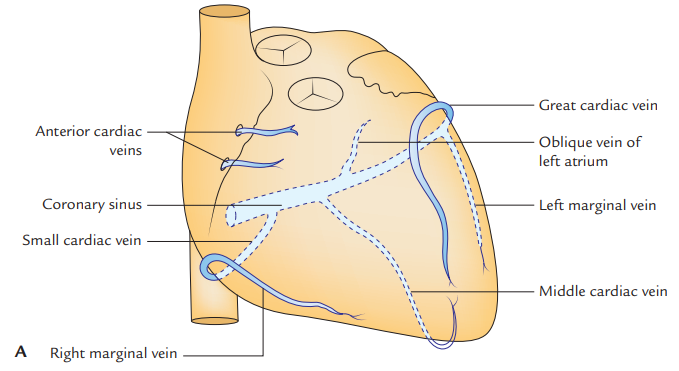 Great cardiac vein
Anterior cardiac
veins
Oblique vein of
left atrium
Coronary sinus
Left marginal vein
Small cardiac vein
Middle cardiac vein
A
Right marginal vein